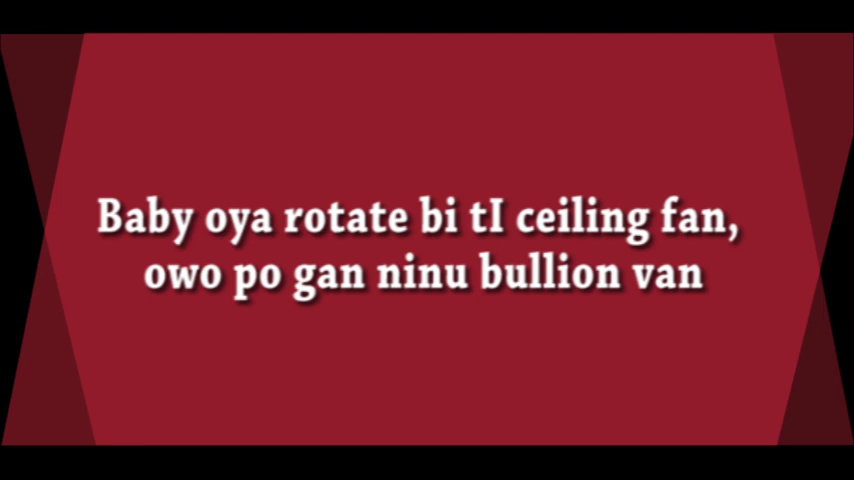 Baby oya rotate bi tI ceiling fan,
owo po gan ninu bullion van